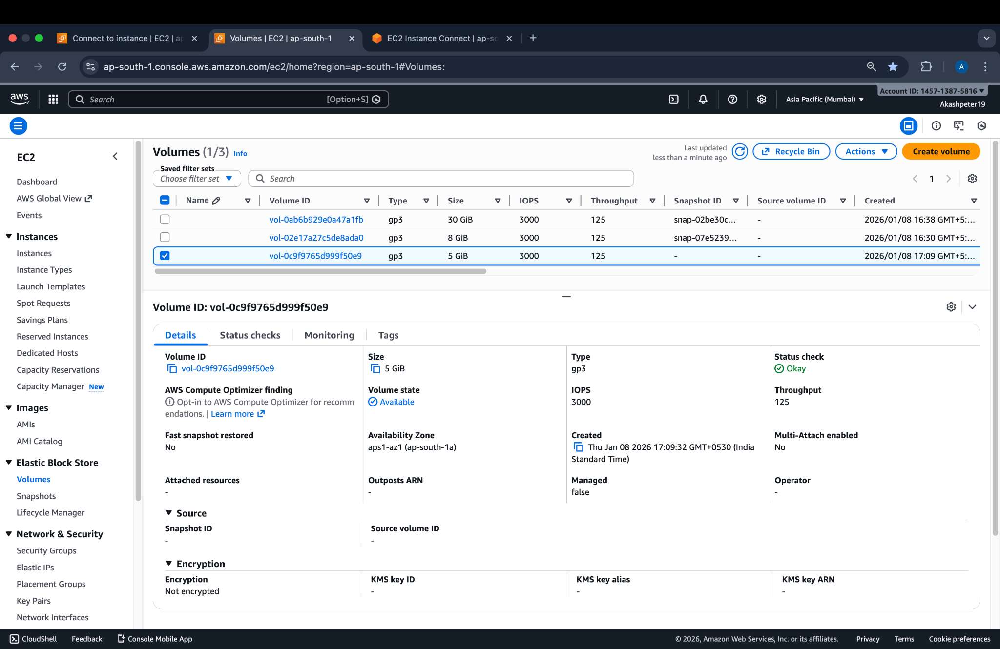 Connect to instance | EC2 | ap
Volumes | EC2 | ap-south-1
EC2 Instance Connect | ap-so
ap-south-1.console.aws.amazon.com/ec2/home?region=ap-south-1#Volumes:
A
aws
Search
[Option+S]
Asia Pacific (Mumbai)
Account ID: 1457-1387-5816
Akashpeter19
EC2
Dashboard
AWS Global View
Events
Instances
Instances
Instance Types
Launch Templates
Spot Requests
Savings Plans
Reserved Instances
Dedicated Hosts
Capacity Reservations
Capacity Manager New
Images
AMIs
AMI Catalog
Elastic Block Store
Volumes
Snapshots
Lifecycle Manager
Network & Security
Security Groups
Elastic IPs
Placement Groups
Key Pairs
Network Interfaces
Volumes (1/3) Info
Last updated
less than a minute ago
Recycle Bin
Actions
Create volume
Saved filter sets
Choose filter set
Search
1
Name Volume ID Type Size IOPS Throughput Snapshot ID Source volume ID Created
vol-0ab6b929e0a47a1fb gp3 30 GiB 3000 125 snap-02be30c... - 2026/01/08 16:38 GMT+5:...
vol-02e17a27c5de8ada0 gp3 8 GiB 3000 125 snap-07e5239... - 2026/01/08 16:30 GMT+5:...
vol-0c9f9765d999f50e9 gp3 5 GiB 3000 125 - - 2026/01/08 17:09 GMT+5:...
Volume ID: vol-0c9f9765d999f50e9
Details Status checks Monitoring Tags
Volume ID
vol-0c9f9765d999f50e9
Size
5 GiB
Type
gp3
Status check
Okay
AWS Compute Optimizer finding
Opt-in to AWS Compute Optimizer for recomm
endations. | Learn more
Volume state
Available
IOPS
3000
Throughput
125
Fast snapshot restored
No
Availability Zone
aps1-az1 (ap-south-1a)
Created
Thu Jan 08 2026 17:09:32 GMT+0530 (India
Standard Time)
Multi-Attach enabled
No
Attached resources
-
Outposts ARN
-
Managed
false
Operator
-
Source
Snapshot ID
-
Source volume ID
-
Encryption
Encryption
Not encrypted
KMS key ID
-
KMS key alias
-
KMS key ARN
-
CloudShell
Feedback
Console Mobile App
© 2026, Amazon Web Services, Inc. or its affiliates.
Privacy
Terms
Cookie preferences